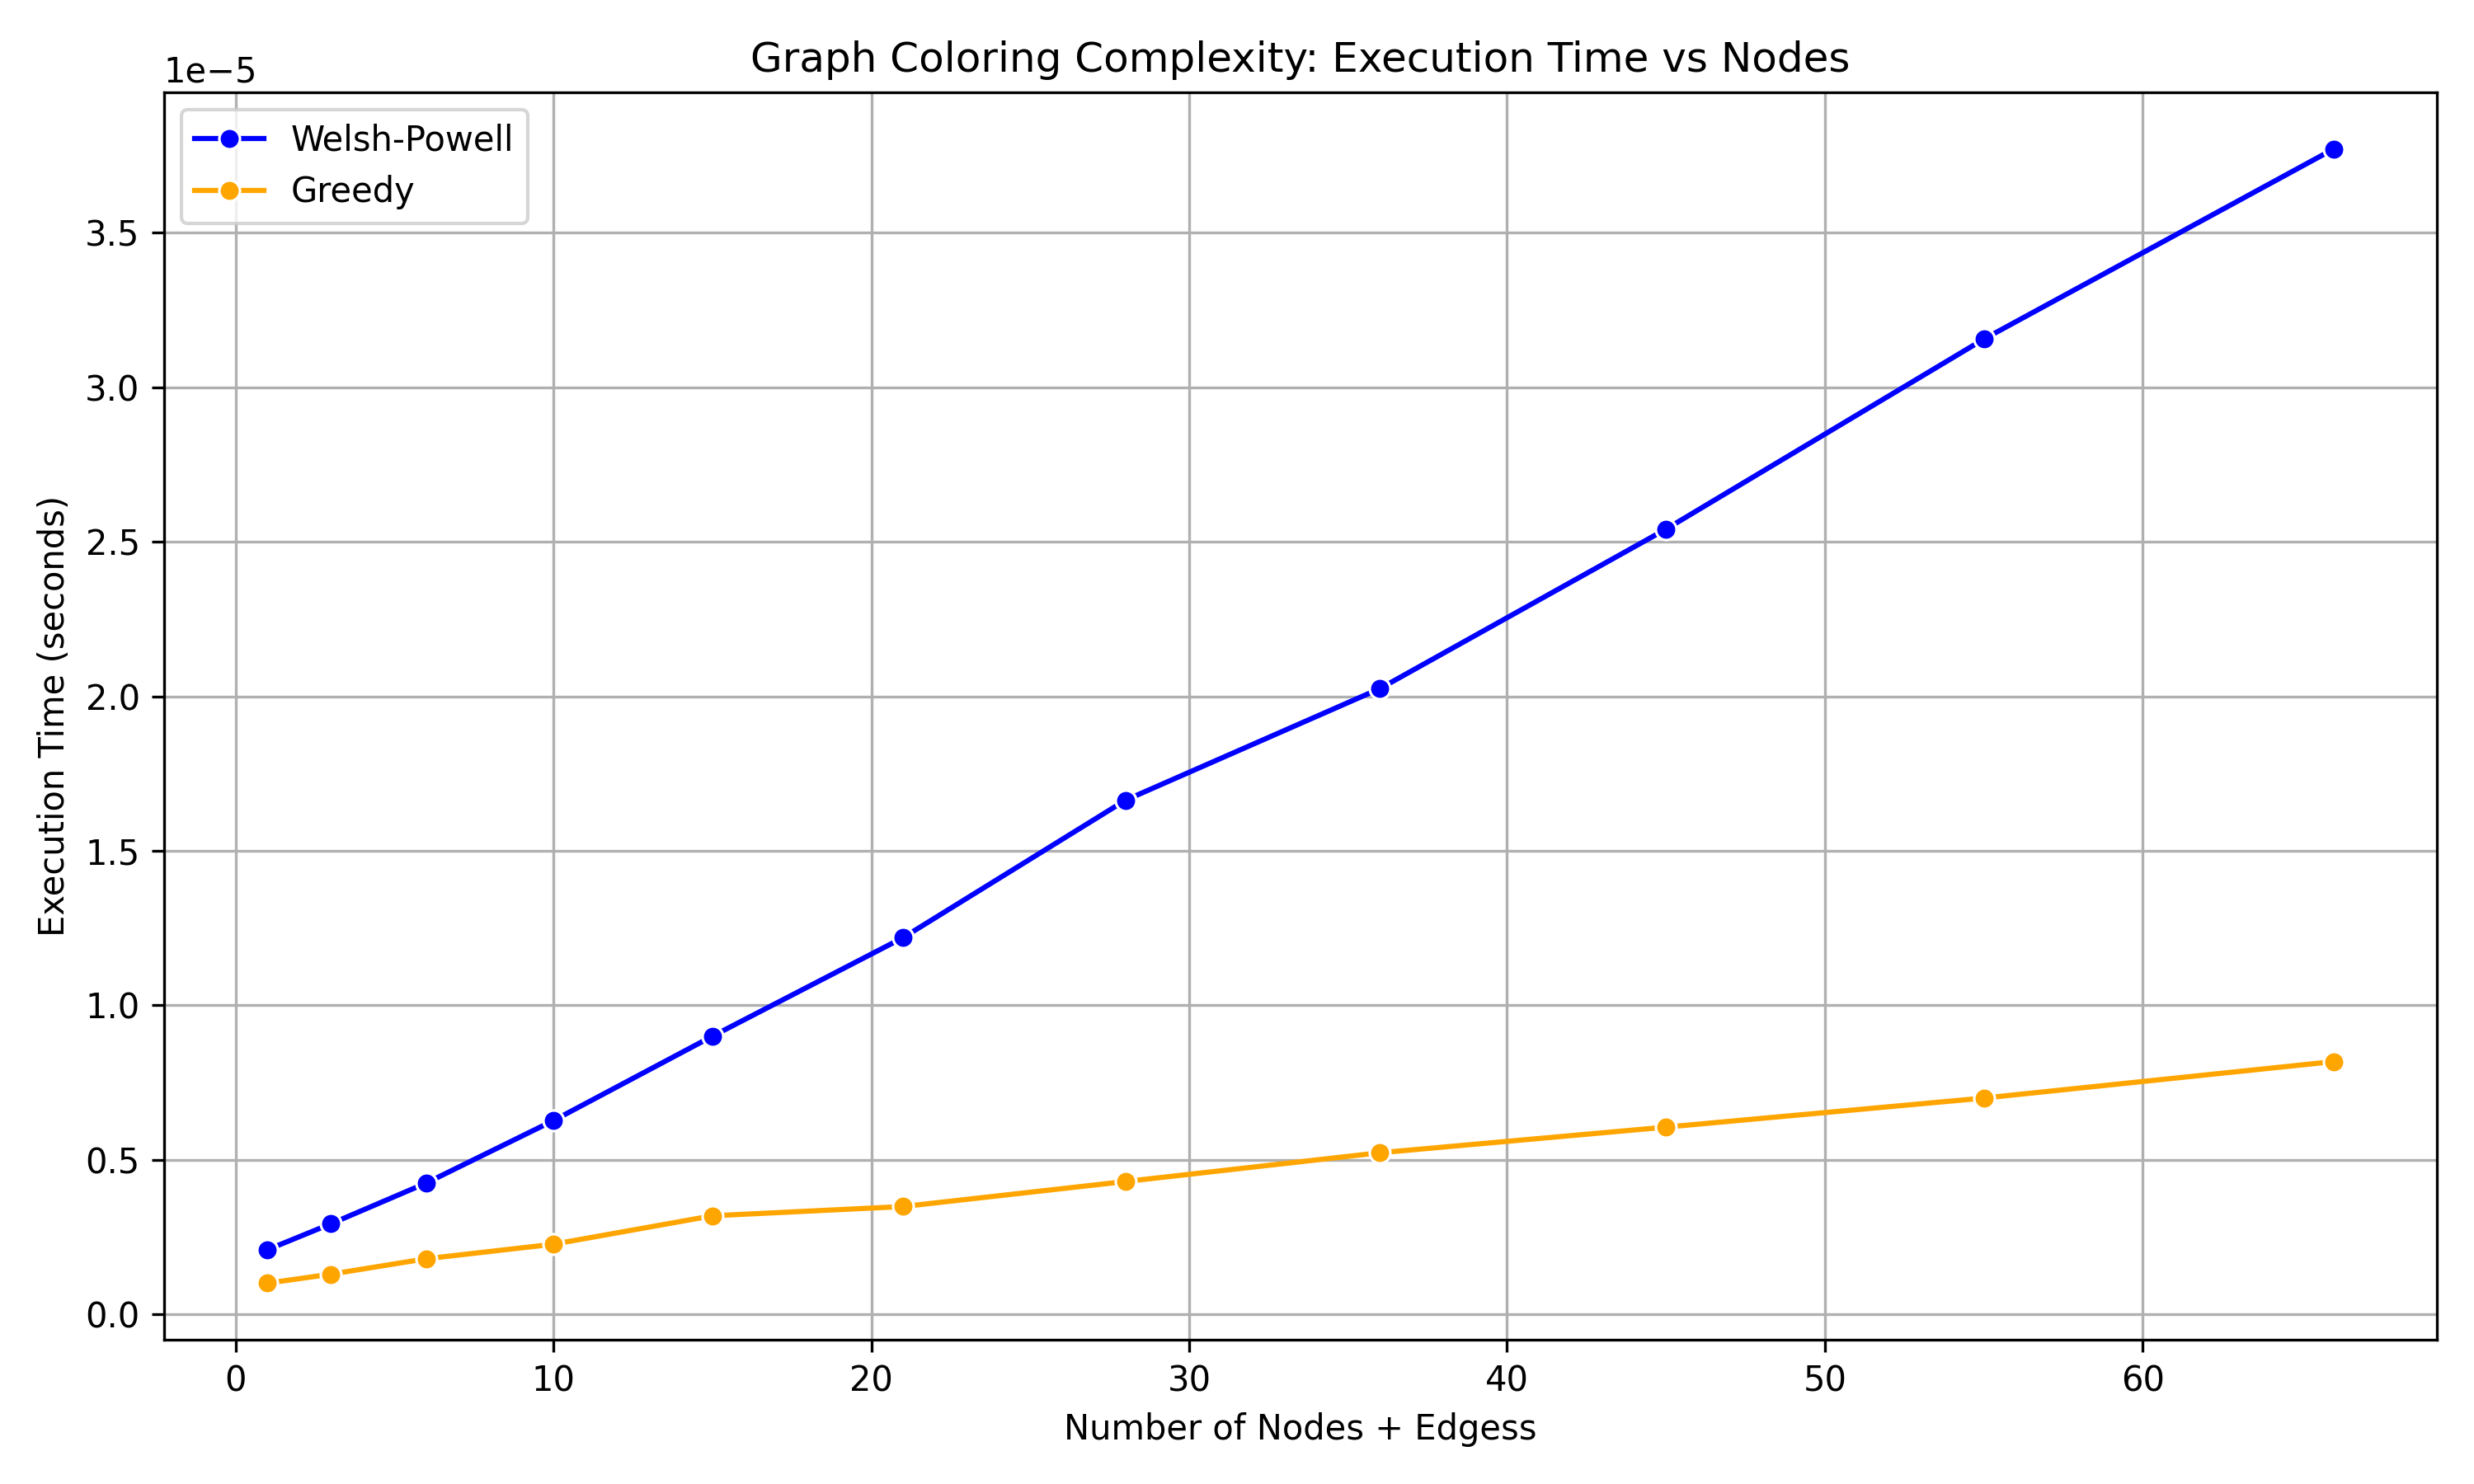 Graph Coloring Complexity: Execution Time vs Nodes
1e−5
Welsh-Powell
Greedy
3.5
3.0
2.5
2.0
1.5
1.0
0.5
0.0
Execution Time (seconds)
0 10 20 30 40 50 60
Number of Nodes + Edgess